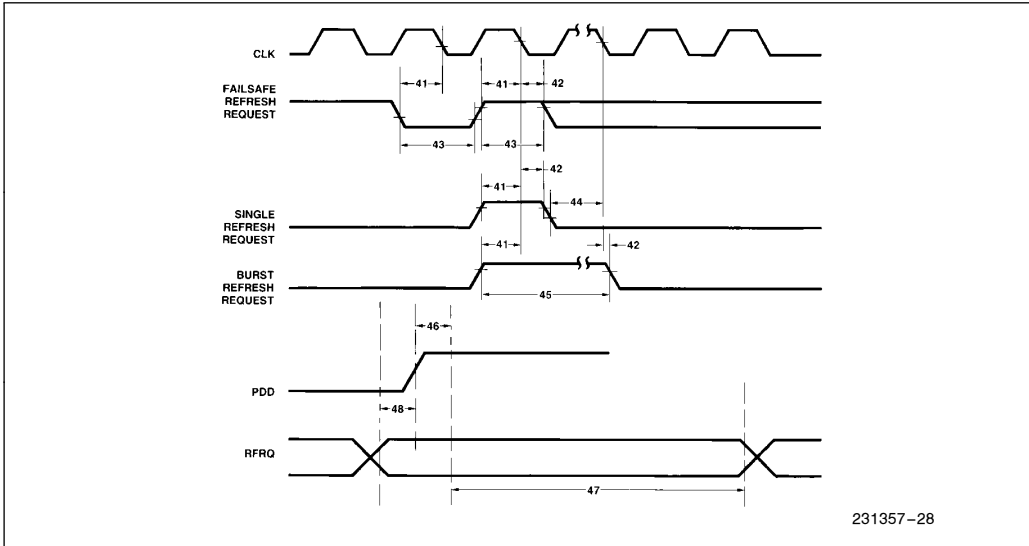 CLK
41
41
42
FAILSAFE
REFRESH
REQUEST
43
43
42
41
44
SINGLE
REFRESH
REQUEST
41
42
BURST
REFRESH
REQUEST
45
46
PDD
48
RFRQ
47
231357–28